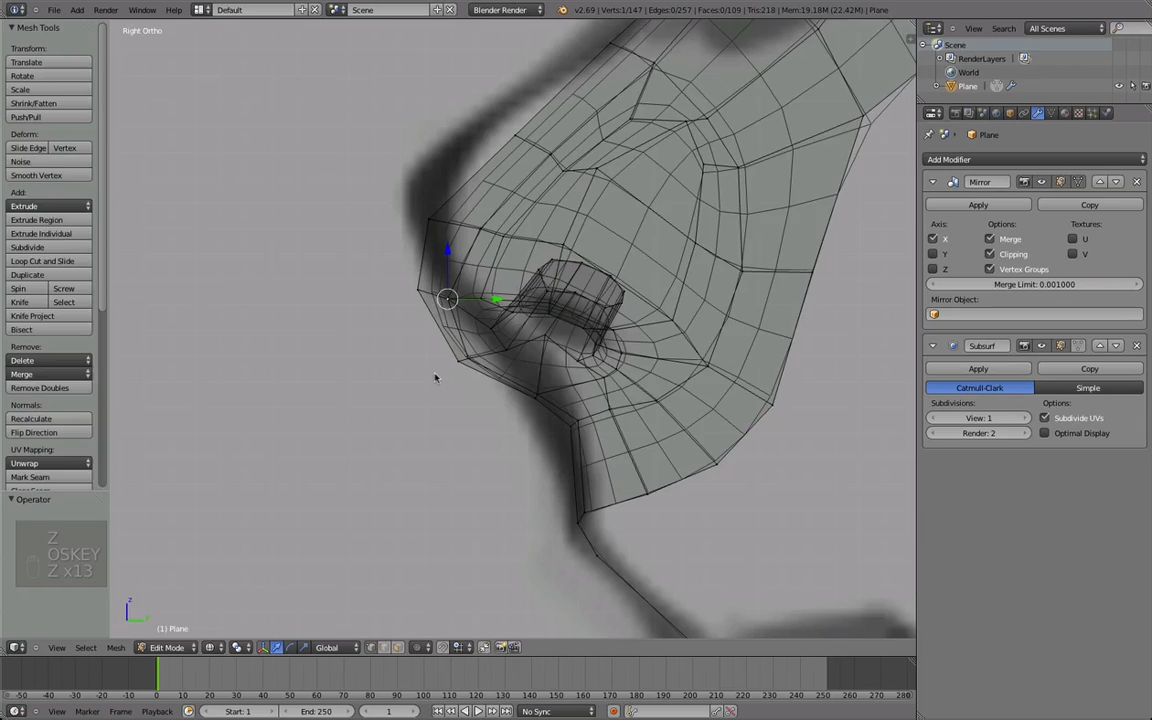 File Add Render Window Help Default Scene Blender Render v2.69 | Verts:1/147 | Edges:0/257 | Faces:0/109 | Tris:218 | Mem:19.18M (22.42M) | Plane
Mesh Tools
Transform:
Translate
Rotate
Scale
Shrink/Fatten
Push/Pull
Deform:
Slide Edge Vertex
Noise
Smooth Vertex
Add:
Extrude
Extrude Region
Extrude Individual
Subdivide
Loop Cut and Slide
Duplicate
Spin Screw
Knife Select
Knife Project
Bisect
Remove:
Delete
Merge
Remove Doubles
Normals:
Recalculate
Flip Direction
UV Mapping:
Unwrap
Mark Seam
Operator
Z
OSKEY
Z x13
Right Ortho
z
(1) Plane
View Search All Scenes
Scene
RenderLayers
World
Plane
Plane
Add Modifier
Mirror
Apply Copy
Axis: Options: Textures:
X Merge U
Y Clipping V
Z Vertex Groups
Merge Limit: 0.001000
Mirror Object:
Subsurf
Apply Copy
Catmull-Clark Simple
Subdivisions: Options:
View: 1 Subdivide UVs
Render: 2 Optimal Display
View Select Mesh Edit Mode Global
-50 -40 -30 -20 -10 0 10 20 30 40 50 60 70 80 90 100 110 120 130 140 150 160 170 180 190 200 210 220 230 240 250 260 270 280
View Marker Frame Playback Start: 1 End: 250 1 No Sync